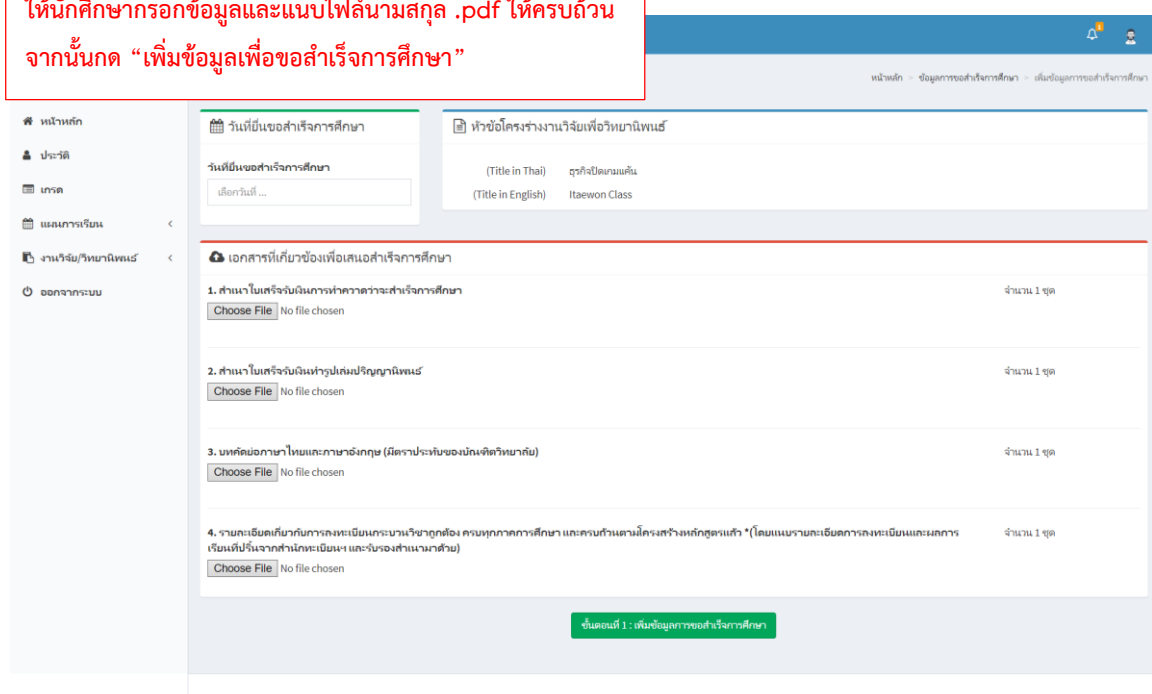 ให้นักศึกษากรอกข้อมูลและแนบไฟล์นามสกุล .pdf ให้ครบถ้วน
จากนั้นกด “เพิ่มข้อมูลเพื่อขอสำเร็จการศึกษา”
หน้าหลัก > ข้อมูลการขอสำเร็จการศึกษา > เพิ่มข้อมูลการขอสำเร็จการศึกษา
หน้าหลัก
ประวัติ
เกรด
แผนการเรียน <
งานวิจัย/วิทยานิพนธ์ <
ออกจากระบบ
วันที่ยื่นขอสำเร็จการศึกษา
วันที่ยื่นขอสำเร็จการศึกษา
เลือกวันที่ ...
หัวข้อโครงร่างงานวิจัยเพื่อวิทยานิพนธ์
(Title in Thai) ธุรกิจปิดเกมแค้น
(Title in English) Itaewon Class
เอกสารที่เกี่ยวข้องเพื่อเสนอสำเร็จการศึกษา
1. สำเนาใบเสร็จรับเงินการทำคาดว่าจะสำเร็จการศึกษา จำนวน 1 ชุด
Choose File No file chosen
2. สำเนาใบเสร็จรับเงินทำรูปเล่มปริญญานิพนธ์ จำนวน 1 ชุด
Choose File No file chosen
3. บทคัดย่อภาษาไทยและภาษาอังกฤษ (มีตราประทับของบัณฑิตวิทยาลัย) จำนวน 1 ชุด
Choose File No file chosen
4. รายละเอียดเกี่ยวกับการลงทะเบียนกระบวนวิชาถูกต้อง ครบทุกภาคการศึกษา และครบถ้วนตามโครงสร้างหลักสูตรแล้ว *(โดยแนบรายละเอียดการลงทะเบียนและผลการ จำนวน 1 ชุด
เรียนที่ปริ้นจากสำนักทะเบียนฯ และรับรองสำเนามาด้วย)
Choose File No file chosen
ขั้นตอนที่ 1 : เพิ่มข้อมูลการขอสำเร็จการศึกษา